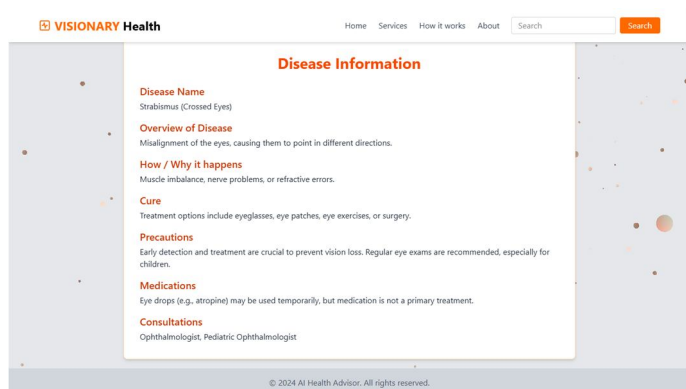 VISIONARY Health
Home Services How it works About Search Search
Disease Information
Disease Name
Strabismus (Crossed Eyes)
Overview of Disease
Misalignment of the eyes, causing them to point in different directions.
How / Why it happens
Muscle imbalance, nerve problems, or refractive errors.
Cure
Treatment options include eyeglasses, eye patches, eye exercises, or surgery.
Precautions
Early detection and treatment are crucial to prevent vision loss. Regular eye exams are recommended, especially for
children.
Medications
Eye drops (e.g., atropine) may be used temporarily, but medication is not a primary treatment.
Consultations
Ophthalmologist, Pediatric Ophthalmologist
© 2024 AI Health Advisor. All rights reserved.